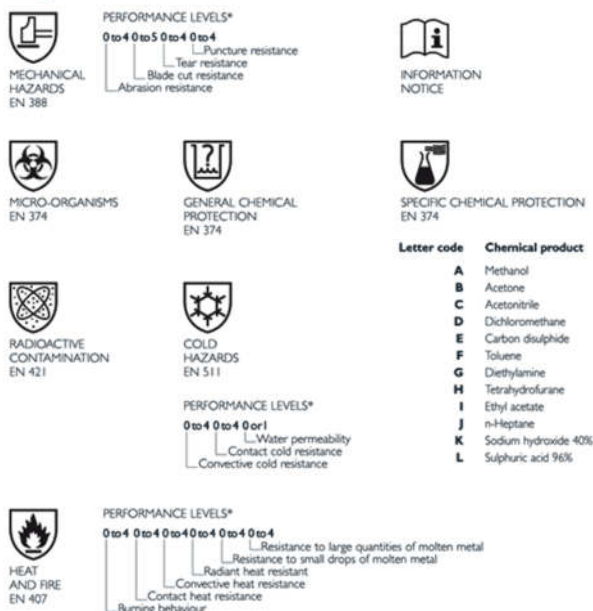 PERFORMANCE LEVELS*
0 to 4 0 to 5 0 to 4 0 to 4
Puncture resistance
Tear resistance
Blade cut resistance
Abrasion resistance
MECHANICAL
HAZARDS
EN 388
i
INFORMATION
NOTICE
MICRO-ORGANISMS
EN 374
?
GENERAL CHEMICAL
PROTECTION
EN 374
SPECIFIC CHEMICAL PROTECTION
EN 374
Letter code Chemical product
A Methanol
B Acetone
C Acetonitrile
D Dichloromethane
E Carbon disulphide
F Toluene
G Diethylamine
H Tetrahydrofurane
I Ethyl acetate
J n-Heptane
K Sodium hydroxide 40%
L Sulphuric acid 96%
RADIOACTIVE
CONTAMINATION
EN 421
COLD
HAZARDS
EN 511
PERFORMANCE LEVELS*
0 to 4 0 to 4 0 or 1
Water permeability
Contact cold resistance
Convective cold resistance
HEAT
AND FIRE
EN 407
PERFORMANCE LEVELS*
0 to 4 0 to 4 0 to 4 0 to 4 0 to 4 0 to 4
Resistance to large quantities of molten metal
Resistance to small drops of molten metal
Radiant heat resistant
Convective heat resistance
Contact heat resistance
Burning behaviour